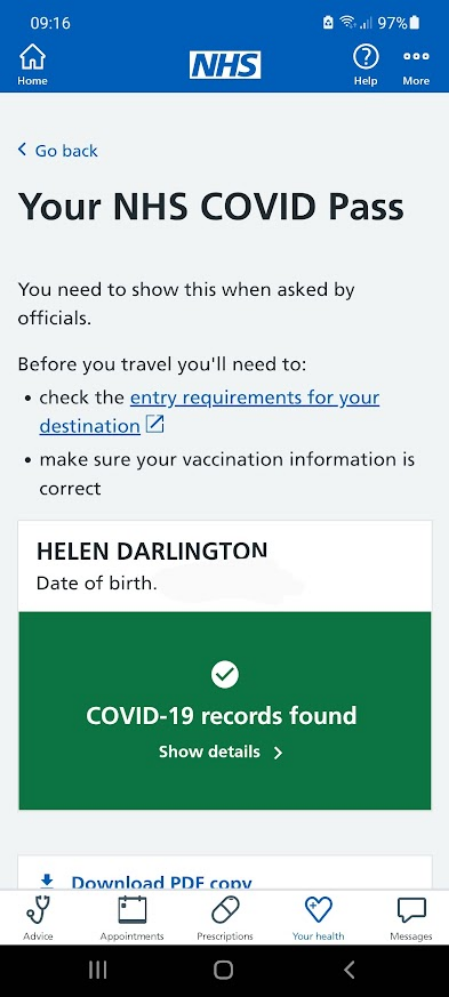 09:16
97%
Home
NHS
Help
More
Go back
Your NHS COVID Pass
You need to show this when asked by
officials.
Before you travel you'll need to:
• check the entry requirements for your
destination
• make sure your vaccination information is
correct
HELEN DARLINGTON
Date of birth.
COVID-19 records found
Show details
Download PDF copy
Advice
Appointments
Prescriptions
Your health
Messages